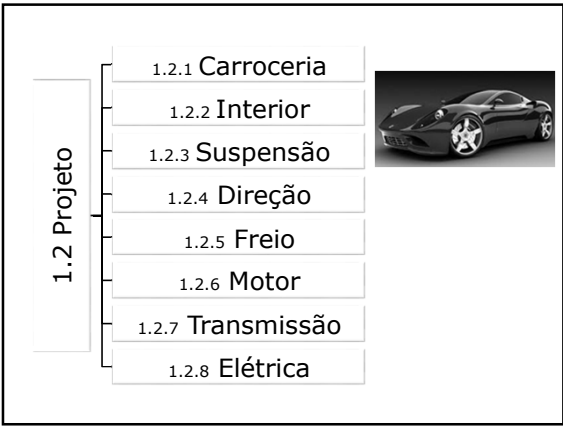 1.2 Projeto
1.2.1 Carroceria
1.2.2 Interior
1.2.3 Suspensão
1.2.4 Direção
1.2.5 Freio
1.2.6 Motor
1.2.7 Transmissão
1.2.8 Elétrica